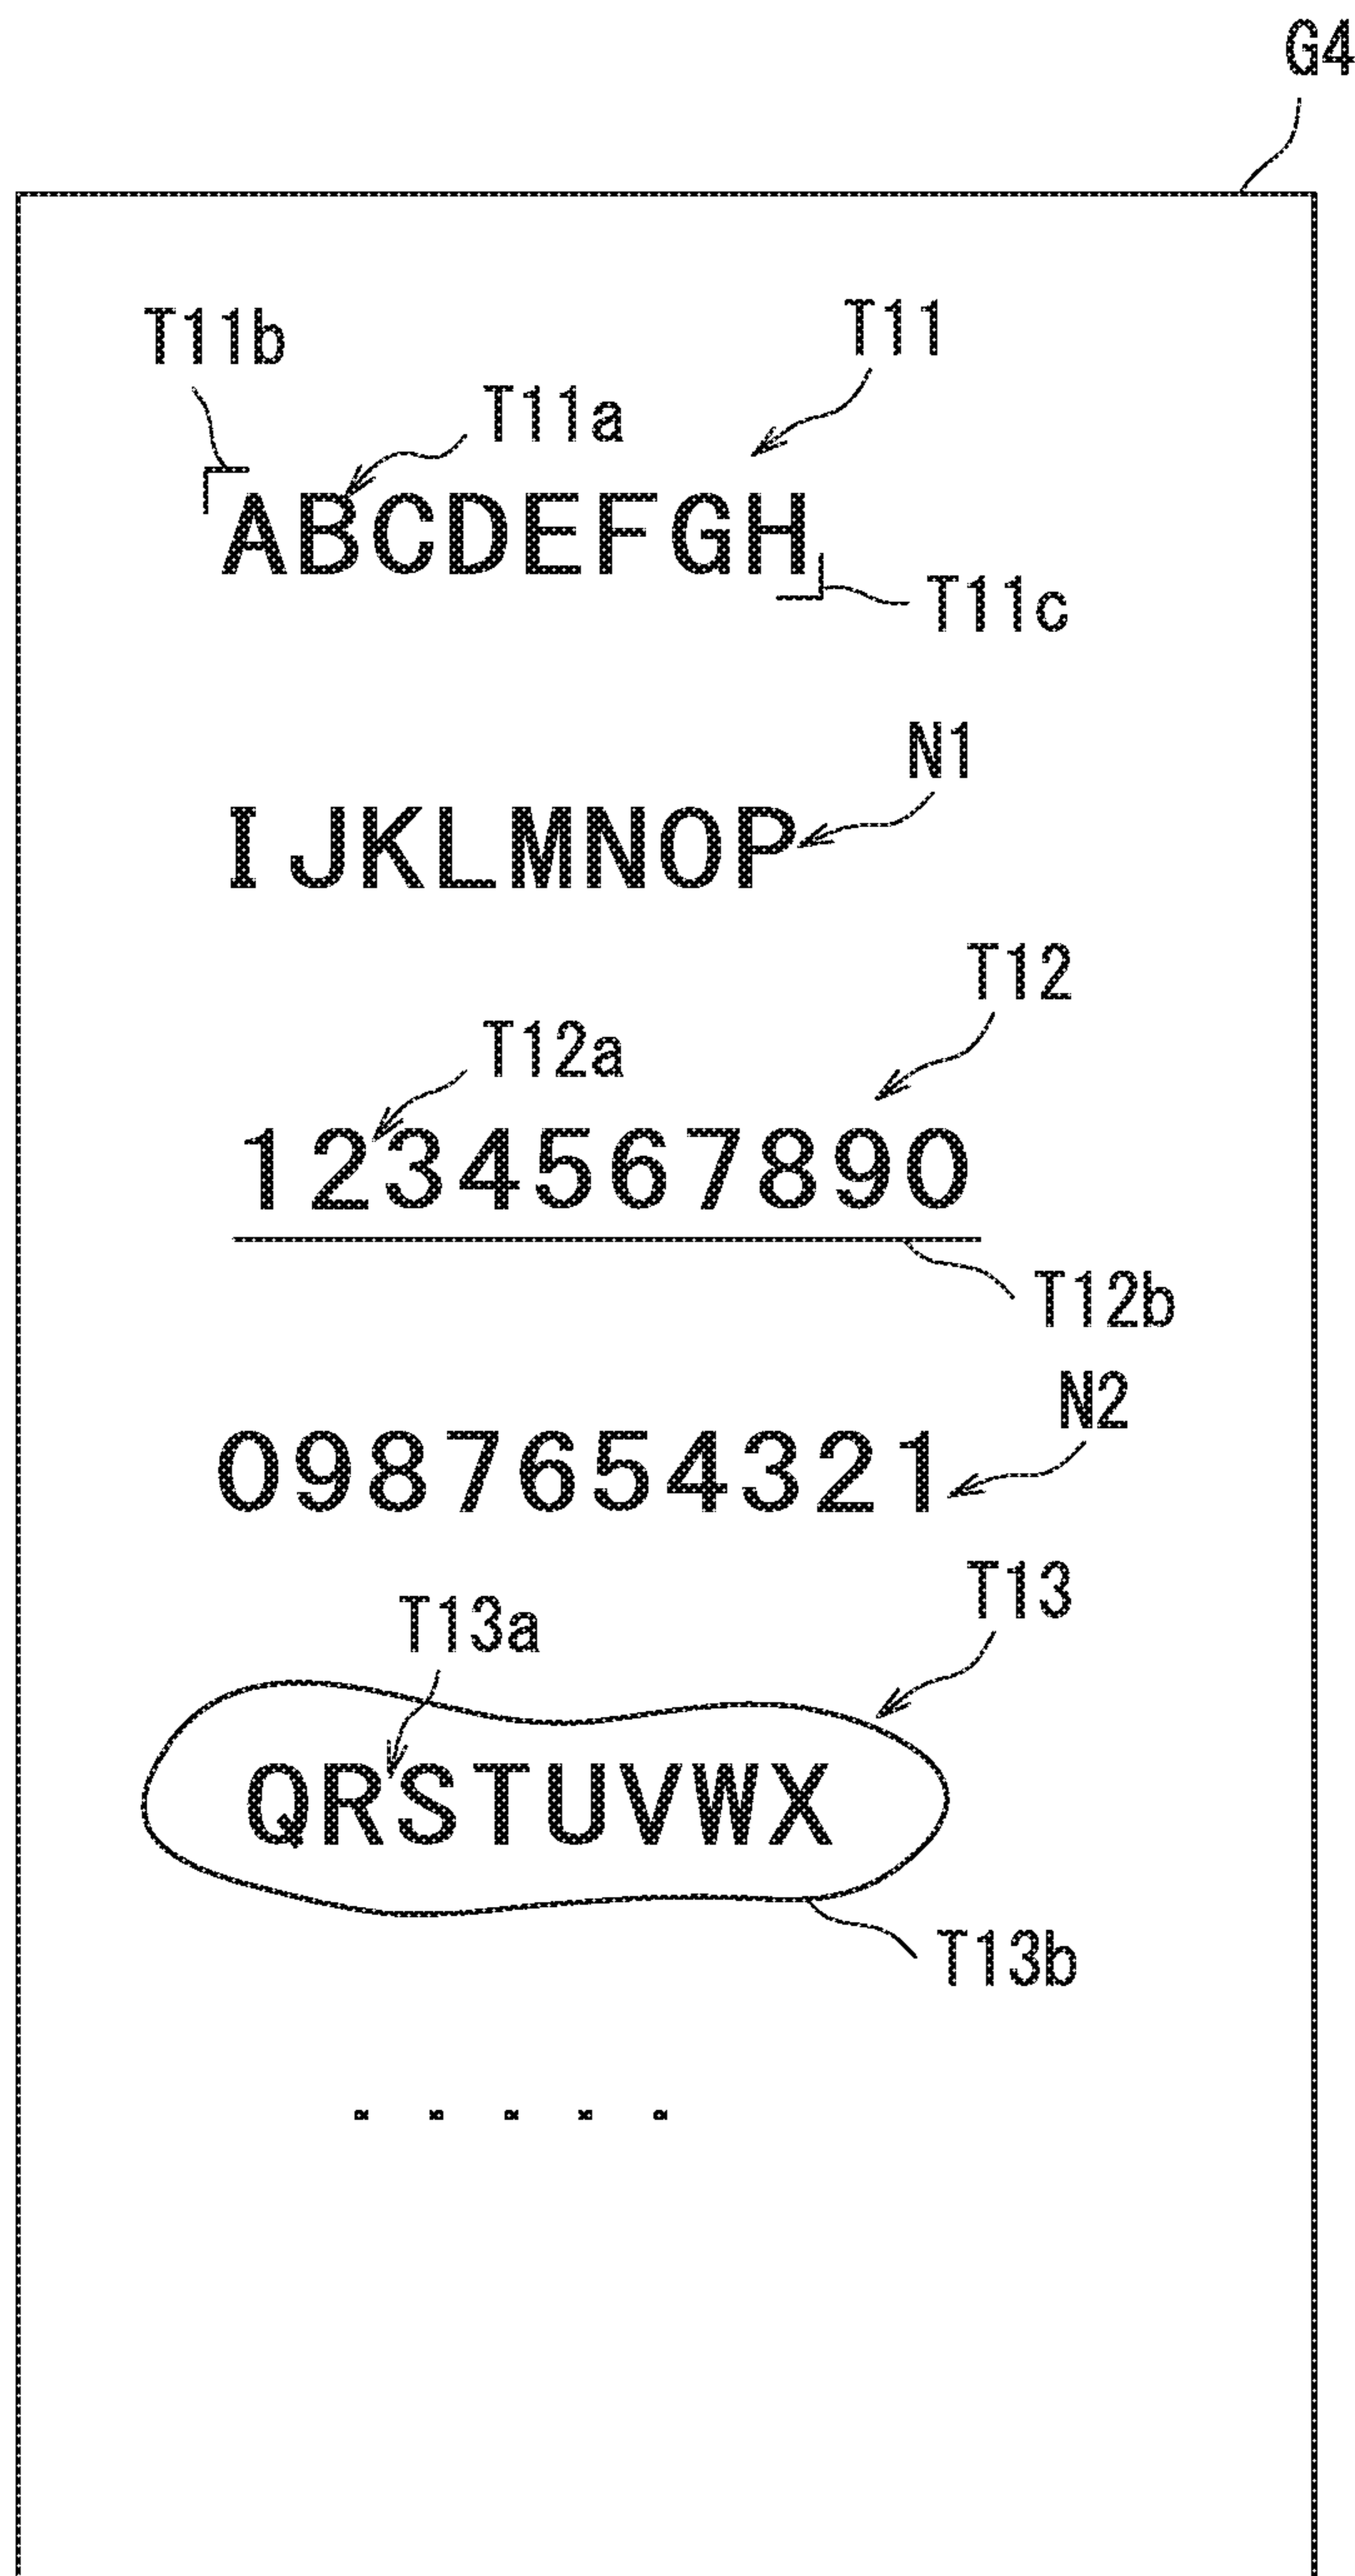 G4
T11b
T11
T11a
「ABCDEFGH」
T11c
N1
IJKLMNOP
T12
T12a
1234567890
T12b
N2
0987654321
T13
T13a
QRSTUVWX
T13b
.....